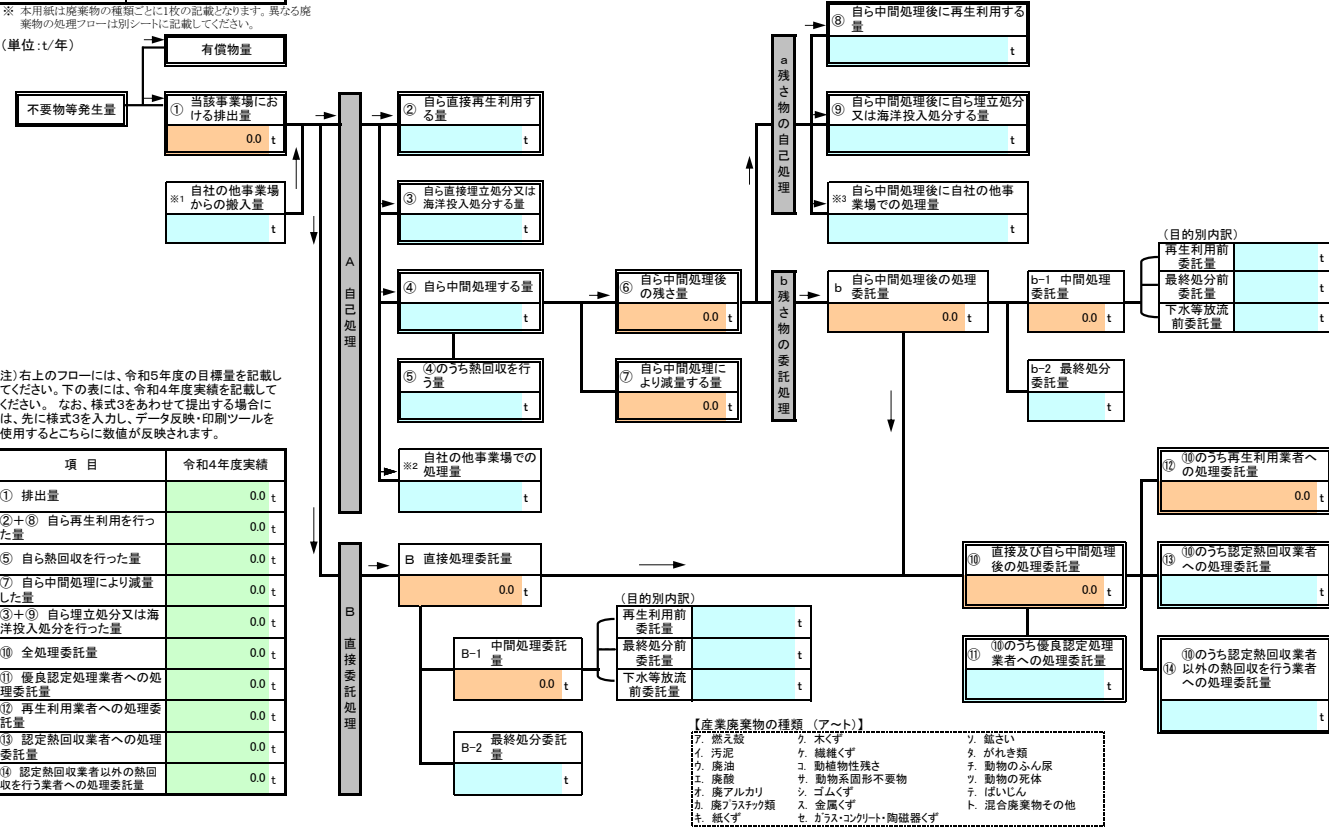 ※ 本用紙は廃棄物の種類ごとに1枚の記載となります。異なる廃
棄物の処理フローは別シートに記載してください。
(単位:t/年)
有償物量
不要物等発生量
① 当該事業場にお
ける排出量
0.0 t
※1 自社の他事業場
からの搬入量
t
A 自己処理
② 自ら直接再生利用す
る量
t
③ 自ら直接埋立処分又は
海洋投入処分する量
t
④ 自ら中間処理する量
t
⑤ ④のうち熱回収を行
う量
t
※2 自社の他事業場での
処理量
t
⑥ 自ら中間処理後
の残さ量
0.0 t
⑦ 自ら中間処理に
より減量する量
0.0 t
a 残さ物の自己処理
⑧ 自ら中間処理後に再生利用する
量
t
⑨ 自ら中間処理後に自ら埋立処分
又は海洋投入処分する量
t
※3 自ら中間処理後に自社の他事
業場での処理量
t
b 残さ物の委託処理
b 自ら中間処理後の処理
委託量
0.0 t
b-1 中間処理
委託量
0.0 t
b-2 最終処分
委託量
t
(目的別内訳)
再生利用前
委託量
t
最終処分前
委託量
t
下水等放流
前委託量
t
注)右上のフローには、令和5年度の目標量を記載し
てください。下の表には、令和4年度実績を記載して
ください。 なお、様式3をあわせて提出する場合に
は、先に様式3を入力し、データ反映・印刷ツールを
使用するとこちらに数値が反映されます。
項 目 令和4年度実績
① 排出量 0.0 t
②+⑧ 自ら再生利用を行っ
た量 0.0 t
⑤ 自ら熱回収を行った量 0.0 t
⑦ 自ら中間処理により減量
した量 0.0 t
③+⑨ 自ら埋立処分又は海
洋投入処分を行った量 0.0 t
⑩ 全処理委託量 0.0 t
⑪ 優良認定処理業者への処
理委託量 0.0 t
⑫ 再生利用業者への処理委
託量 0.0 t
⑬ 認定熱回収業者への処理
委託量 0.0 t
⑭ 認定熱回収業者以外の熱回
収を行う業者への処理委託量 0.0 t
B 直接委託処理
B 直接処理委託量
0.0 t
B-1 中間処理委託
量
0.0 t
B-2 最終処分委託
量
t
(目的別内訳)
再生利用前
委託量
t
最終処分前
委託量
t
下水等放流
前委託量
t
⑩ 直接及び自ら中間処理
後の処理委託量
0.0 t
⑪ ⑩のうち優良認定処理
業者への処理委託量
t
⑫ ⑩のうち再生利用業者へ
の処理委託量
0.0 t
⑬ ⑩のうち認定熱回収業者
への処理委託量
t
⑭ ⑩のうち認定熱回収業者
以外の熱回収を行う業者
への処理委託量
t
【産業廃棄物の種類 (ア~ト)】
ア. 燃え殻
イ. 汚泥
ウ. 廃油
エ. 廃酸
オ. 廃アルカリ
カ. 廃プラスチック類
キ. 紙くず
ク. 木くず
ケ. 繊維くず
コ. 動植物性残さ
サ. 動物系固形不要物
シ. ゴムくず
ス. 金属くず
セ. ガラス・コンクリート・陶磁器くず
ソ. 鉱さい
タ. がれき類
チ. 動物のふん尿
ツ. 動物の死体
テ. ばいじん
ト. 混合廃棄物その他